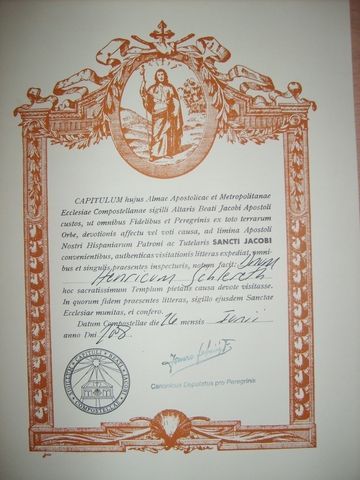 CAPITULUM hujus Almae Apostolicae et Metropolitanae
Ecclesiae Compostellanae sigilli Altaris Beati Jacobi Apostoli
custos, ut omnibus Fidelibus et Peregrinis ex toto terrarum
Orbe, devotionis affectu vel voti causa, ad limina Apostoli
Nostri Hispaniarum Patroni ac Tutelaris SANCTI JACOBI
convenientibus, authenticas visitationis litteras expediat, omni-
bus et singulis praesentes inspecturis, notum facit:
Henricum
hoc sacratissimum Templum pietatis causa devote visitasse.
In quorum fidem praesentes litteras, sigillo ejusdem Sanctae
Ecclesiae munitas, ei confero.
Datum Compostellae die 16 mensis Iunii
anno Dni
Canonicus Deputatus pro Peregrinis